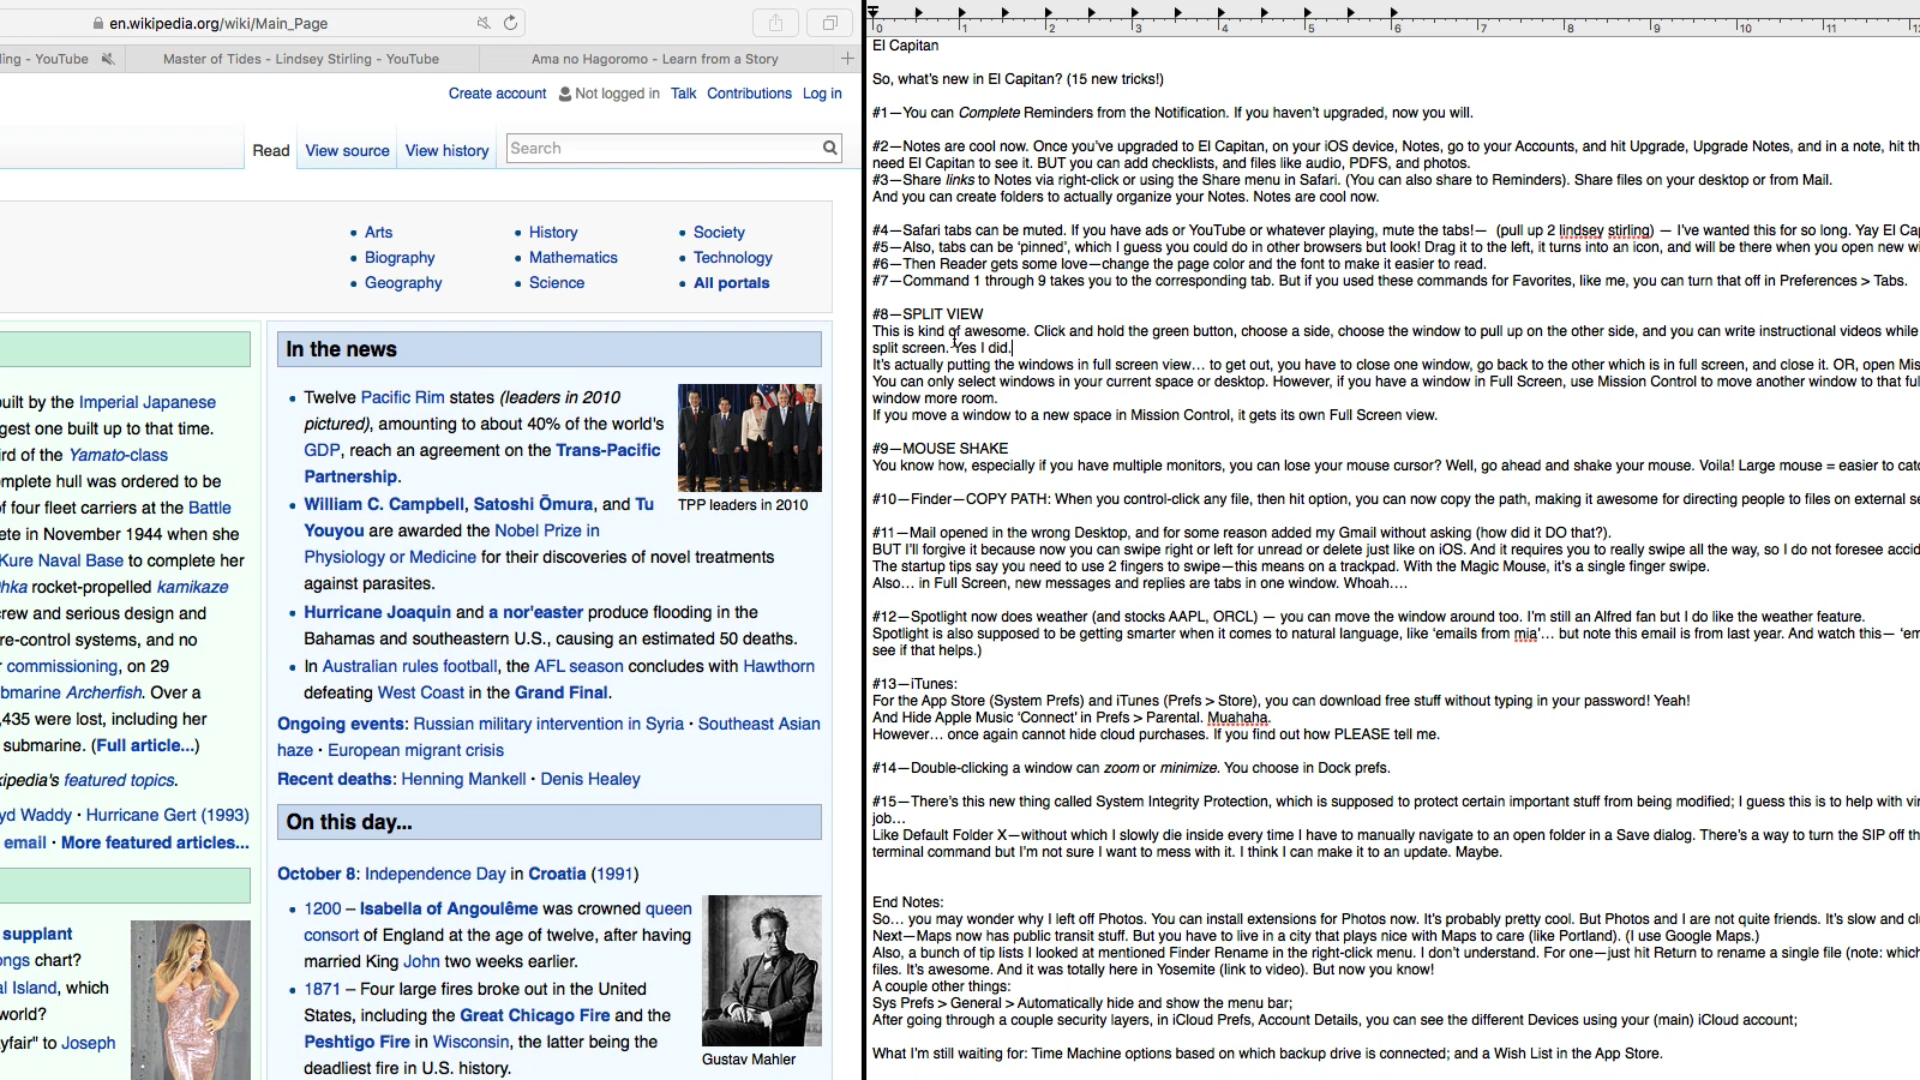 en.wikipedia.org/wiki/Main_Page
ling - YouTube
Master of Tides - Lindsey Stirling - YouTube
Ama no Hagoromo - Learn from a Story
Create account
Not logged in
Talk
Contributions
Log in
Read
View source
View history
Search
Arts
History
Society
Biography
Mathematics
Technology
Geography
Science
All portals
built by the Imperial Japanese
gest one built up to that time.
ird of the Yamato-class
mplete hull was ordered to be
of four fleet carriers at the Battle
ete in November 1944 when she
Kure Naval Base to complete her
hka rocket-propelled kamikaze
crew and serious design and
re-control systems, and no
r commissioning, on 29
bmarine Archerfish. Over a
,435 were lost, including her
submarine. (Full article...)
kipedia's featured topics.
yd Waddy · Hurricane Gert (1993)
email · More featured articles...
supplant
ongs chart?
al Island, which
world?
yfair" to Joseph
In the news
Twelve Pacific Rim states (leaders in 2010
pictured), amounting to about 40% of the world's
GDP, reach an agreement on the Trans-Pacific
Partnership.
TPP leaders in 2010
William C. Campbell, Satoshi Ōmura, and Tu
Youyou are awarded the Nobel Prize in
Physiology or Medicine for their discoveries of novel treatments
against parasites.
Hurricane Joaquin and a nor'easter produce flooding in the
Bahamas and southeastern U.S., causing an estimated 50 deaths.
In Australian rules football, the AFL season concludes with Hawthorn
defeating West Coast in the Grand Final.
Ongoing events: Russian military intervention in Syria · Southeast Asian
haze · European migrant crisis
Recent deaths: Henning Mankell · Denis Healey
On this day...
October 8: Independence Day in Croatia (1991)
1200 – Isabella of Angoulême was crowned queen
consort of England at the age of twelve, after having
married King John two weeks earlier.
1871 – Four large fires broke out in the United
States, including the Great Chicago Fire and the
Peshtigo Fire in Wisconsin, the latter being the
deadliest fire in U.S. history.
Gustav Mahler
0 1 2 3 4 5 6 7 8 9 10 11
El Capitan
So, what's new in El Capitan? (15 new tricks!)
#1—You can Complete Reminders from the Notification. If you haven't upgraded, now you will.
#2—Notes are cool now. Once you've upgraded to El Capitan, on your iOS device, Notes, go to your Accounts, and hit Upgrade, Upgrade Notes, and in a note, hit th
need El Capitan to see it. BUT you can add checklists, and files like audio, PDFS, and photos.
#3—Share links to Notes via right-click or using the Share menu in Safari. (You can also share to Reminders). Share files on your desktop or from Mail.
And you can create folders to actually organize your Notes. Notes are cool now.
#4—Safari tabs can be muted. If you have ads or YouTube or whatever playing, mute the tabs!— (pull up 2 lindsey stirling) — I've wanted this for so long. Yay El Ca
#5—Also, tabs can be 'pinned', which I guess you could do in other browsers but look! Drag it to the left, it turns into an icon, and will be there when you open new wi
#6—Then Reader gets some love—change the page color and the font to make it easier to read.
#7—Command 1 through 9 takes you to the corresponding tab. But if you used these commands for Favorites, like me, you can turn that off in Preferences > Tabs.
#8—SPLIT VIEW
This is kind of awesome. Click and hold the green button, choose a side, choose the window to pull up on the other side, and you can write instructional videos while
split screen. Yes I did.
It's actually putting the windows in full screen view… to get out, you have to close one window, go back to the other which is in full screen, and close it. OR, open Mis
You can only select windows in your current space or desktop. However, if you have a window in Full Screen, use Mission Control to move another window to that ful
window more room.
If you move a window to a new space in Mission Control, it gets its own Full Screen view.
#9—MOUSE SHAKE
You know how, especially if you have multiple monitors, you can lose your mouse cursor? Well, go ahead and shake your mouse. Voila! Large mouse = easier to catc
#10—Finder—COPY PATH: When you control-click any file, then hit option, you can now copy the path, making it awesome for directing people to files on external se
#11—Mail opened in the wrong Desktop, and for some reason added my Gmail without asking (how did it DO that?).
BUT I'll forgive it because now you can swipe right or left for unread or delete just like on iOS. And it requires you to really swipe all the way, so I do not foresee accid
The startup tips say you need to use 2 fingers to swipe—this means on a trackpad. With the Magic Mouse, it's a single finger swipe.
Also… in Full Screen, new messages and replies are tabs in one window. Whoah….
#12—Spotlight now does weather (and stocks AAPL, ORCL) — you can move the window around too. I'm still an Alfred fan but I do like the weather feature.
Spotlight is also supposed to be getting smarter when it comes to natural language, like 'emails from mia'… but note this email is from last year. And watch this— 'em
see if that helps.)
#13—iTunes:
For the App Store (System Prefs) and iTunes (Prefs > Store), you can download free stuff without typing in your password! Yeah!
And Hide Apple Music 'Connect' in Prefs > Parental. Muahaha.
However… once again cannot hide cloud purchases. If you find out how PLEASE tell me.
#14—Double-clicking a window can zoom or minimize. You choose in Dock prefs.
#15—There's this new thing called System Integrity Protection, which is supposed to protect certain important stuff from being modified; I guess this is to help with vir
job…
Like Default Folder X—without which I slowly die inside every time I have to manually navigate to an open folder in a Save dialog. There's a way to turn the SIP off th
terminal command but I'm not sure I want to mess with it. I think I can make it to an update. Maybe.
End Notes:
So… you may wonder why I left off Photos. You can install extensions for Photos now. It's probably pretty cool. But Photos and I are not quite friends. It's slow and cl
Next—Maps now has public transit stuff. But you have to live in a city that plays nice with Maps to care (like Portland). (I use Google Maps.)
Also, a bunch of tip lists I looked at mentioned Finder Rename in the right-click menu. I don't understand. For one—just hit Return to rename a single file (note: which
files. It's awesome. And it was totally here in Yosemite (link to video). But now you know!
A couple other things:
Sys Prefs > General > Automatically hide and show the menu bar;
After going through a couple security layers, in iCloud Prefs, Account Details, you can see the different Devices using your (main) iCloud account;
What I'm still waiting for: Time Machine options based on which backup drive is connected; and a Wish List in the App Store.